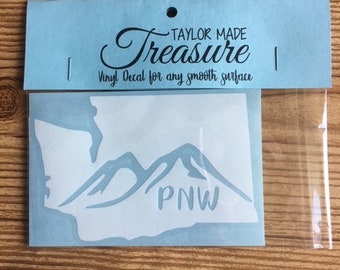 TAYLOR MADE
Treasure
Vinyl Decal for any smooth surface
PNW